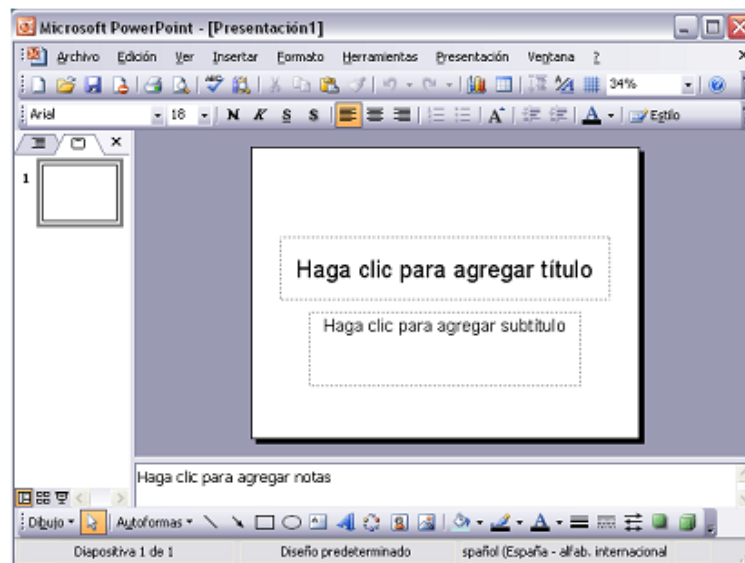 Microsoft PowerPoint - [Presentación1]
Archivo Edición Ver Insertar Formato Herramientas Presentación Ventana ?
34%
Arial 18 N K S S Estilo
1
Haga clic para agregar título
Haga clic para agregar subtítulo
Haga clic para agregar notas
Dibujo Autoformas
Diapositiva 1 de 1 Diseño predeterminado spañol (España - alfab. internacional